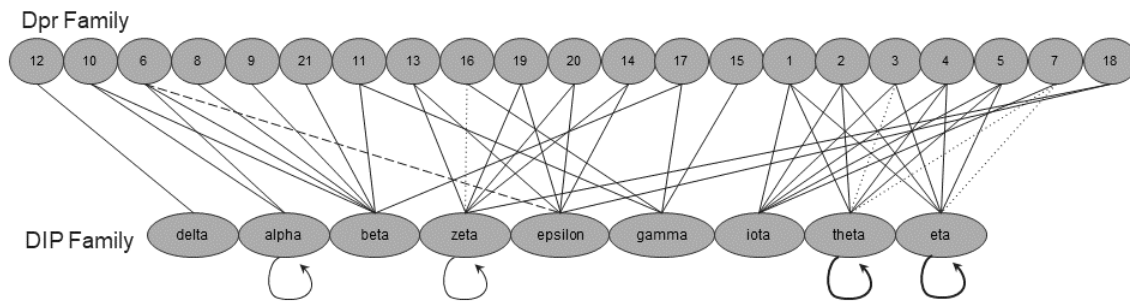 Dpr Family
12 10 6 8 9 21 11 13 16 19 20 14 17 15 1 2 3 4 5 7 18
DIP Family delta alpha beta zeta epsilon gamma iota theta eta